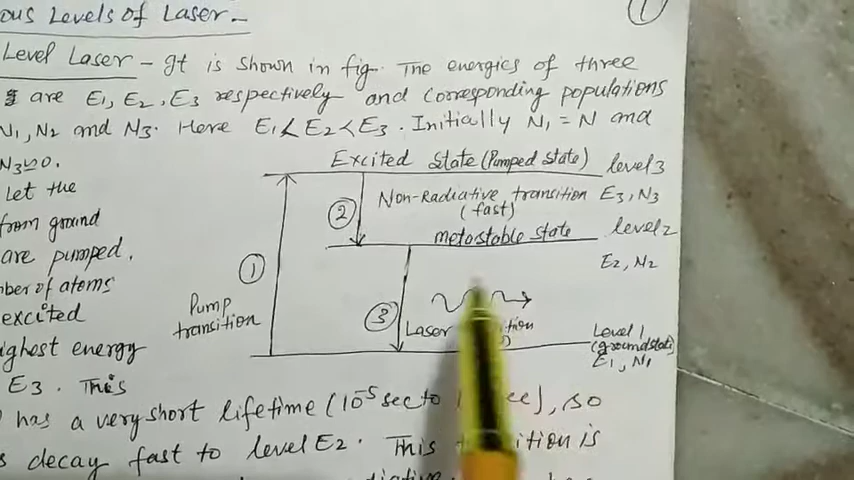 ous Levels of Laser -
1
Level Laser - It is shown in fig. The energies of three
are E1, E2, E3 respectively and corresponding populations
N1, N2 and N3. Here E1<E2<E3. Initially N1 = N and
N3≃0.
Let the
from ground
are pumped.
ber of atoms
excited
ighest energy
E3. This
Excited State (Pumped state) level 3
② Non-Radiative transition E3, N3
(fast)
metastable state level 2
E2, N2
①
Pump
transition
③ Laser
Level 1
(ground state)
E1, N1
has a very short lifetime (10⁻⁵ sec to so
decay fast to level E2. This is